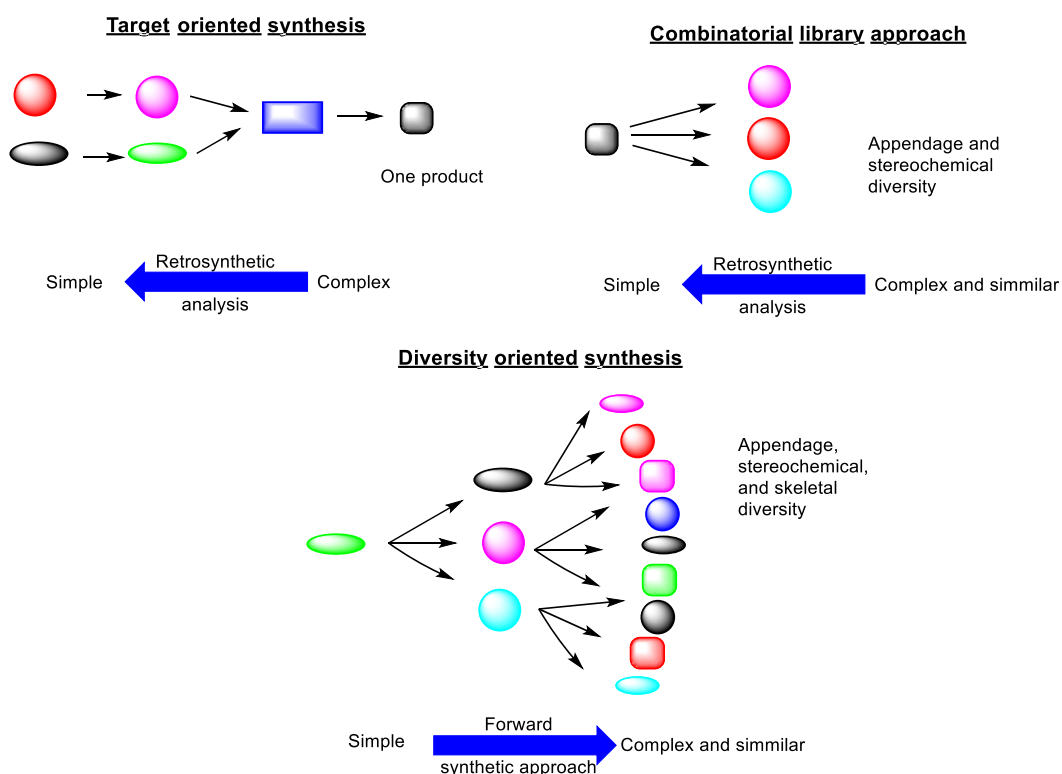 Target oriented synthesis
One product
Retrosynthetic
Simple
Complex
analysis
Combinatorial library approach
Appendage and
stereochemical
diversity
Retrosynthetic
Simple
Complex and simmilar
analysis
Diversity oriented synthesis
Appendage,
stereochemical,
and skeletal
diversity
Forward
Simple
Complex and simmilar
synthetic approach